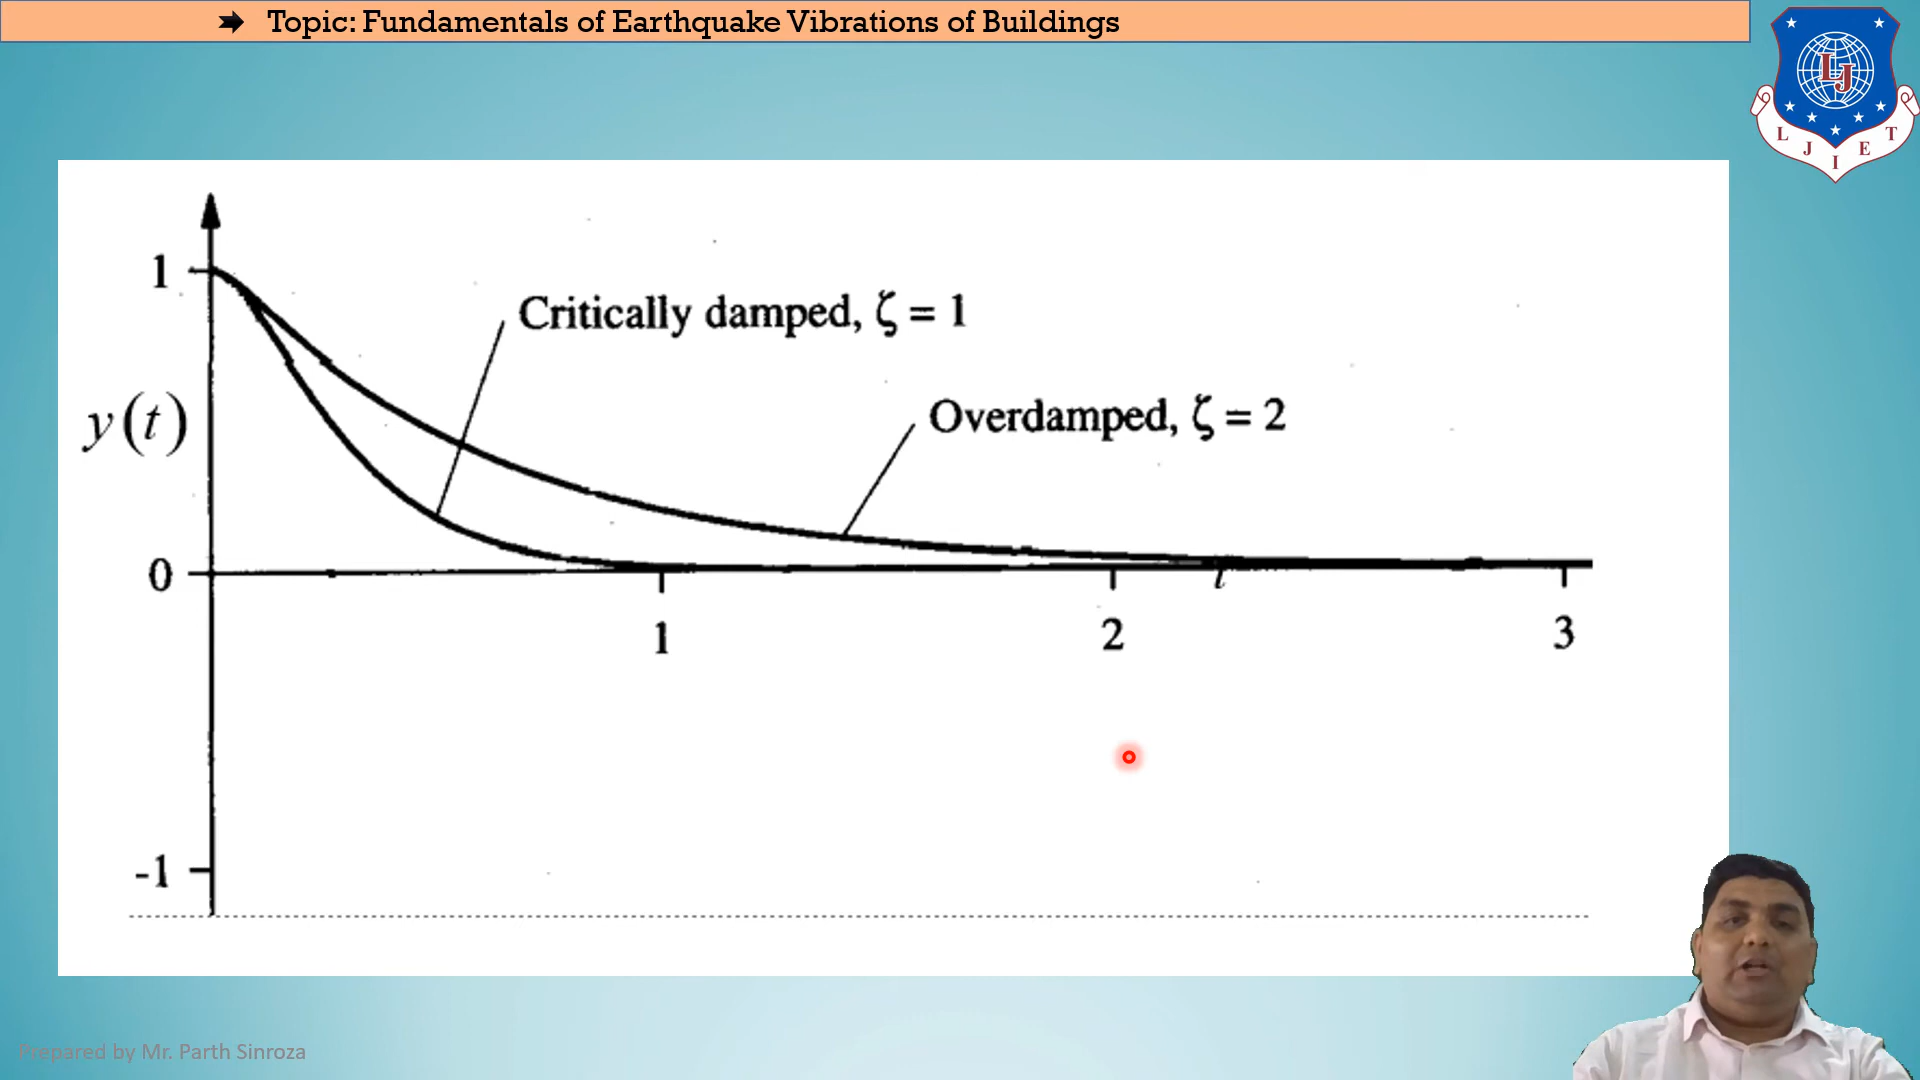 Topic: Fundamentals of Earthquake Vibrations of Buildings
LJ
L J I E T
1
Critically damped, ζ = 1
Overdamped, ζ = 2
y(t)
0
t
1 2 3
-1
Prepared by Mr. Parth Sinroza